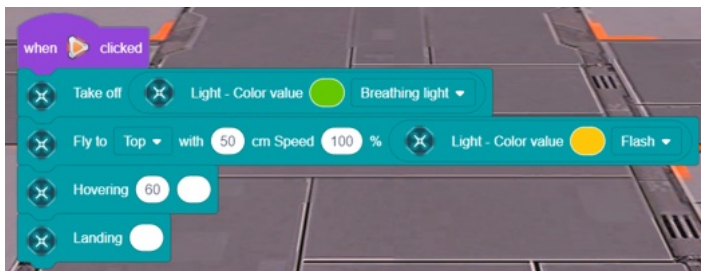 when clicked
Take off Light - Color value Breathing light
Fly to Top with 50 cm Speed 100 % Light - Color value Flash
Hovering 60
Landing